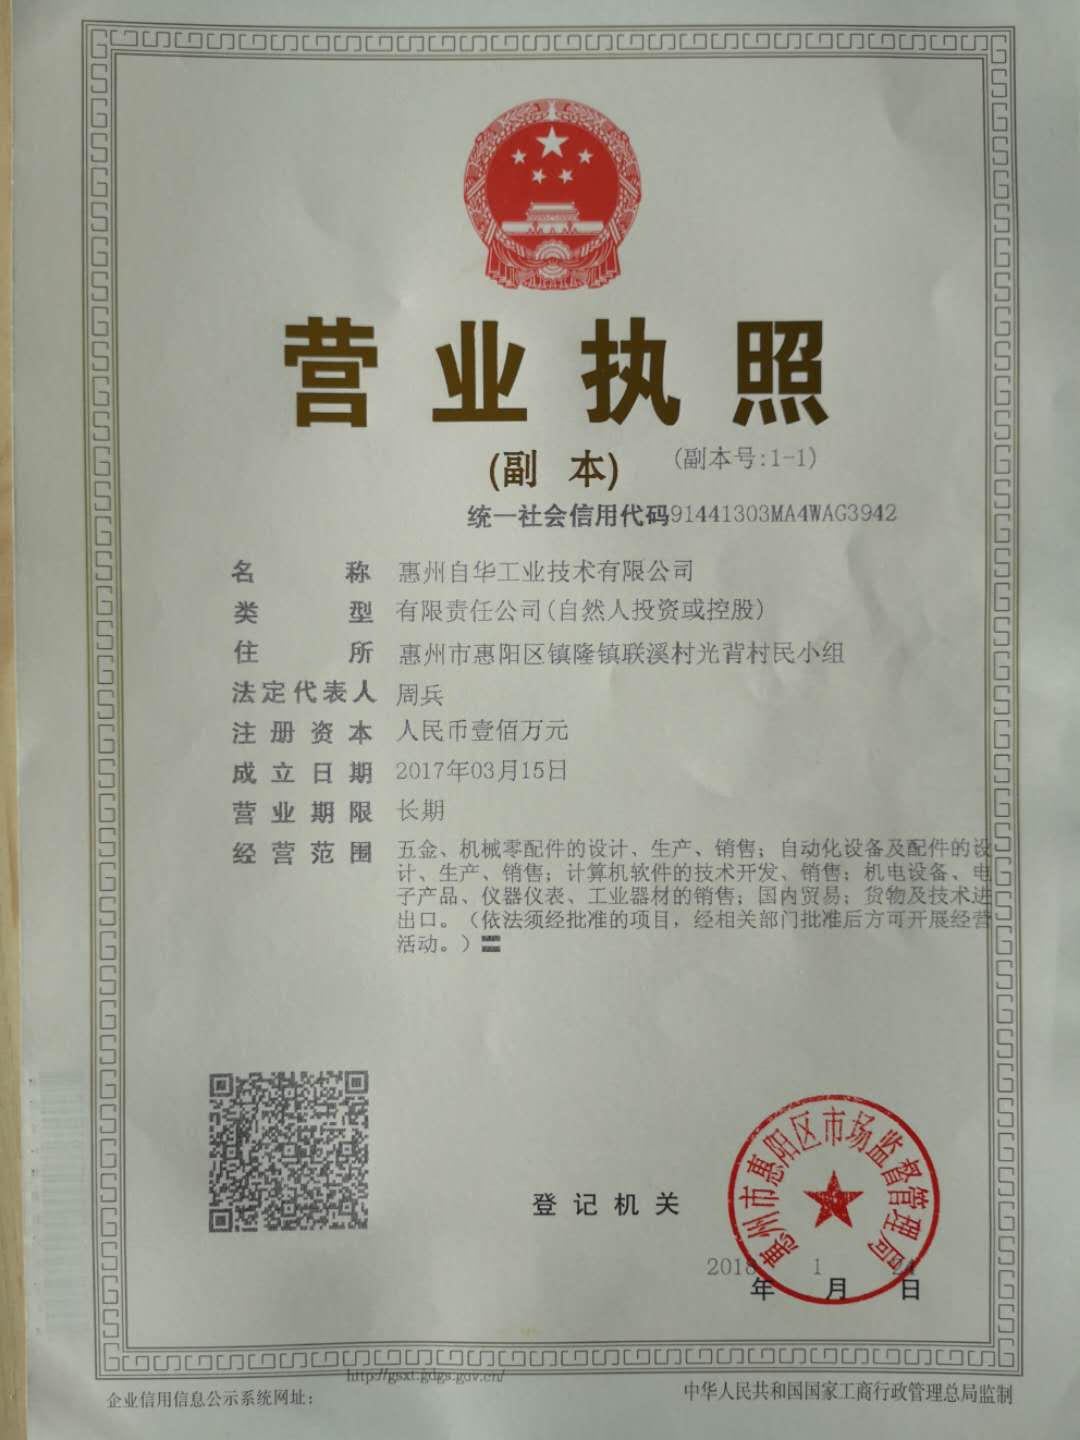 营业执照
(副 本) (副本号:1-1)
统一社会信用代码91441303MA4WAG3942
名称 惠州自华工业技术有限公司
类型 有限责任公司(自然人投资或控股)
住所 惠州市惠阳区镇隆镇联溪村光背村民小组
法定代表人 周兵
注册资本 人民币壹佰万元
成立日期 2017年03月15日
营业期限 长期
经营范围 五金、机械零配件的设计、生产、销售；自动化设备及配件的设
计、生产、销售；计算机软件的技术开发、销售；机电设备、电
子产品、仪器仪表、工业器材的销售；国内贸易；货物及技术进
出口。（依法须经批准的项目，经相关部门批准后方可开展经营
活动。）
惠州市惠阳区市场监督管理局
登记机关
2018年1月24日
http://gsxt.gdgs.gov.cn/
企业信用信息公示系统网址：
中华人民共和国国家工商行政管理总局监制